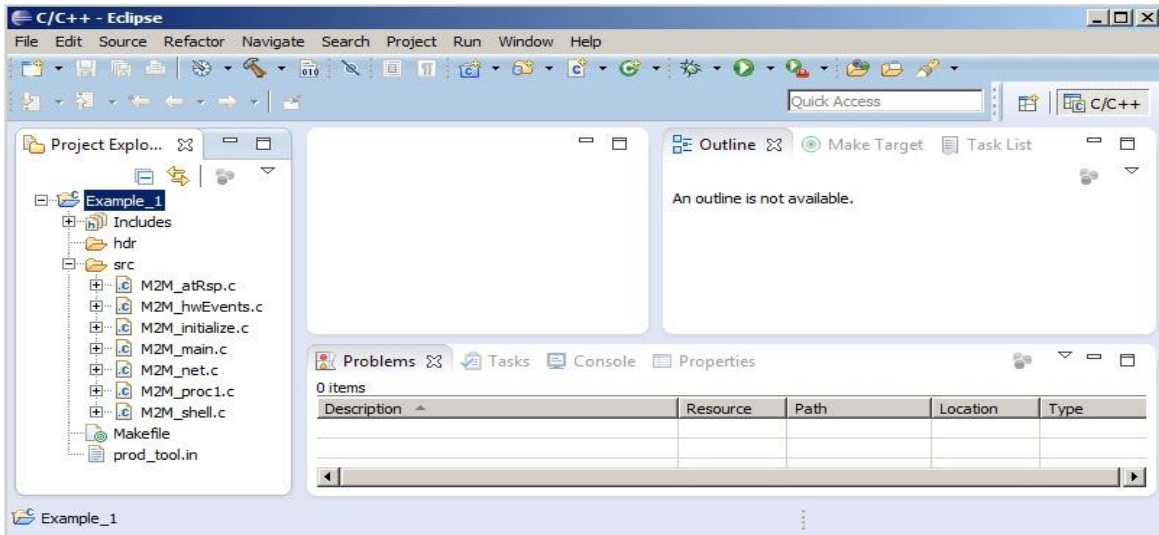 C/C++ - Eclipse
File Edit Source Refactor Navigate Search Project Run Window Help
010
Quick Access
C/C++
Project Explo...
Outline Make Target Task List
Example_1
An outline is not available.
Includes
hdr
src
M2M_atRsp.c
M2M_hwEvents.c
M2M_initialize.c
M2M_main.c
M2M_net.c
M2M_proc1.c
M2M_shell.c
Makefile
prod_tool.in
Problems Tasks Console Properties
0 items
Description Resource Path Location Type
Example_1